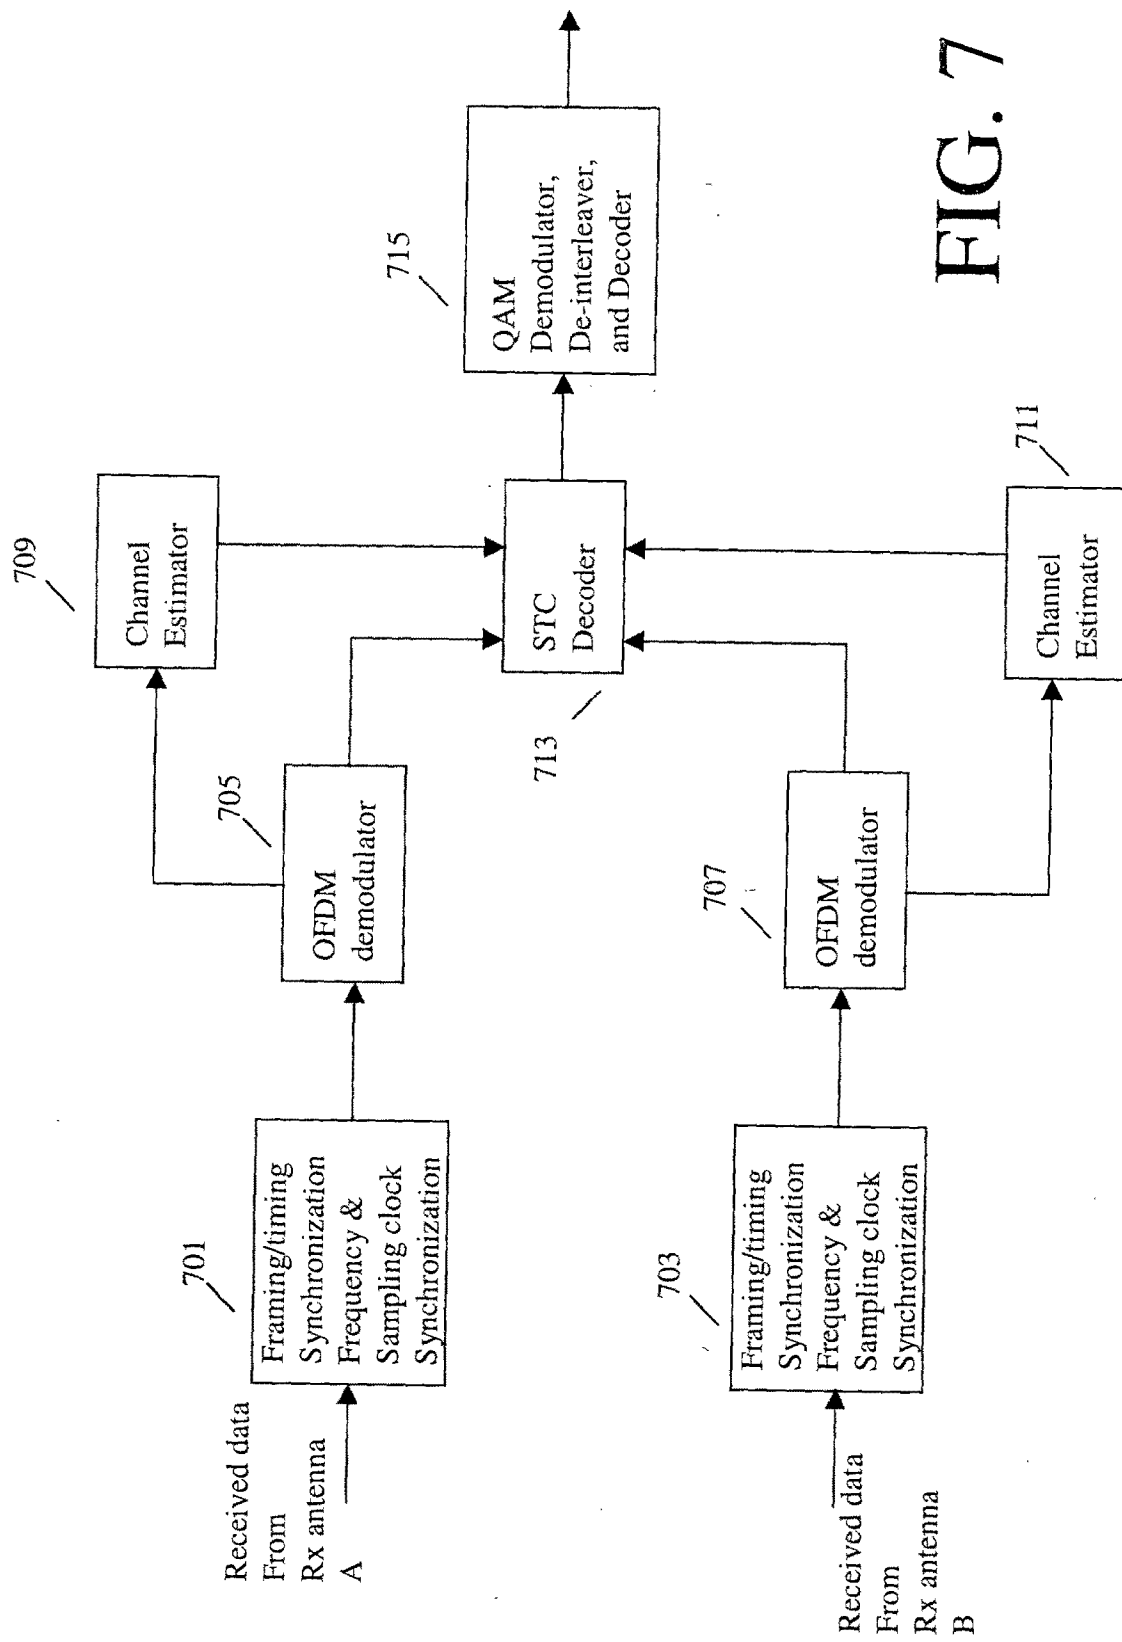 Received data
From
Rx antenna
A
701
Framing/timing
Synchronization
Frequency &
Sampling clock
Synchronization
705
OFDM
demodulator
709
Channel
Estimator
713
STC
Decoder
715
QAM
Demodulator,
De-interleaver,
and Decoder
Received data
From
Rx antenna
B
703
Framing/timing
Synchronization
Frequency &
Sampling clock
Synchronization
707
OFDM
demodulator
711
Channel
Estimator
FIG. 7